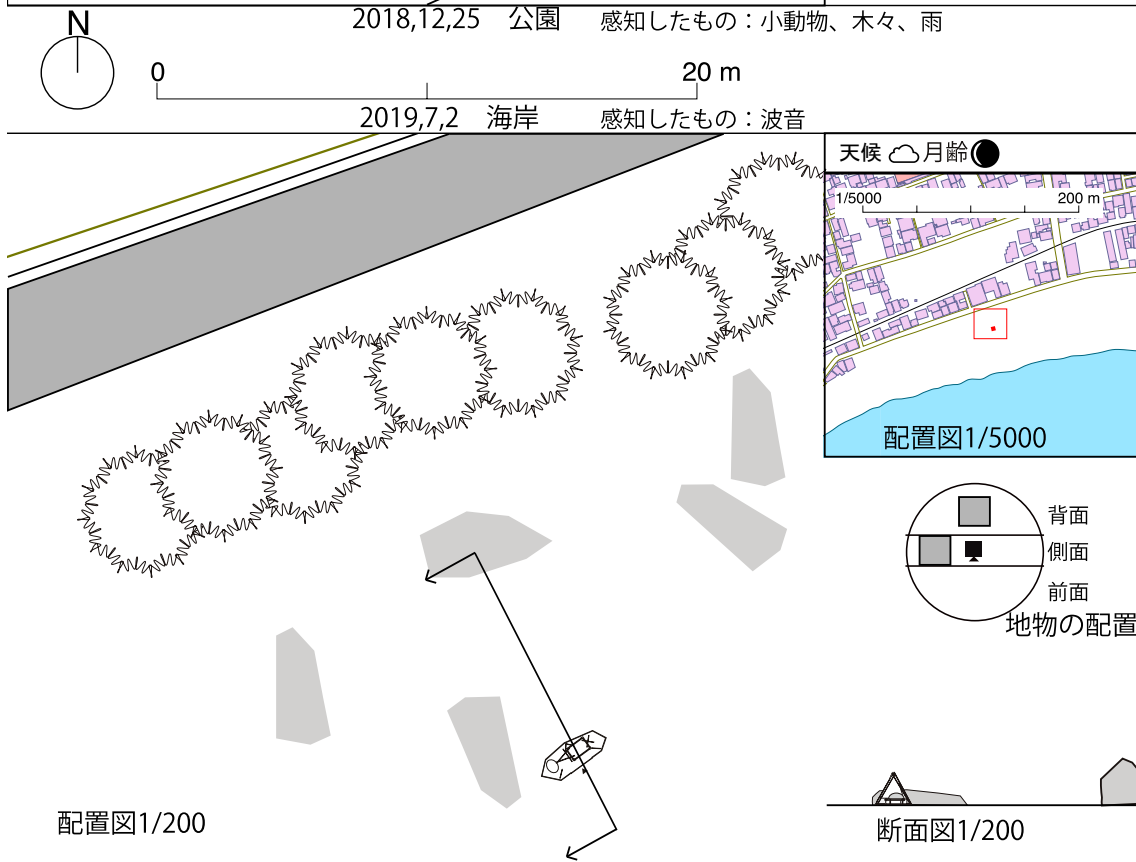 2018,12,25 公園 感知したもの：小動物、木々、雨
N
0 20 m
2019,7,2 海岸 感知したもの：波音
天候 月齢
1/5000 200 m
配置図1/5000
背面
側面
前面
地物の配置
配置図1/200
断面図1/200